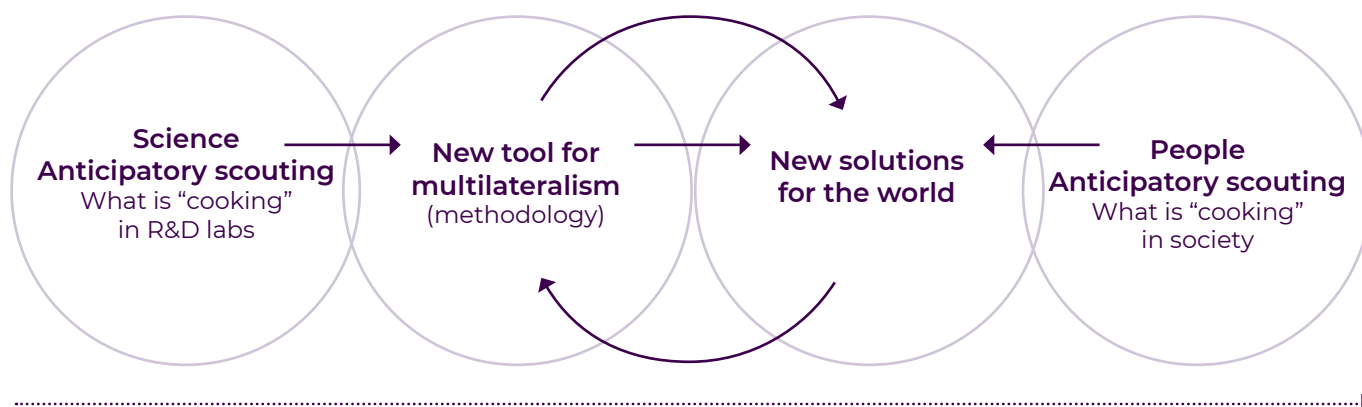 Science
Anticipatory scouting
What is “cooking”
in R&D labs
New tool for
multilateralism
(methodology)
New solutions
for the world
People
Anticipatory scouting
What is “cooking”
in society